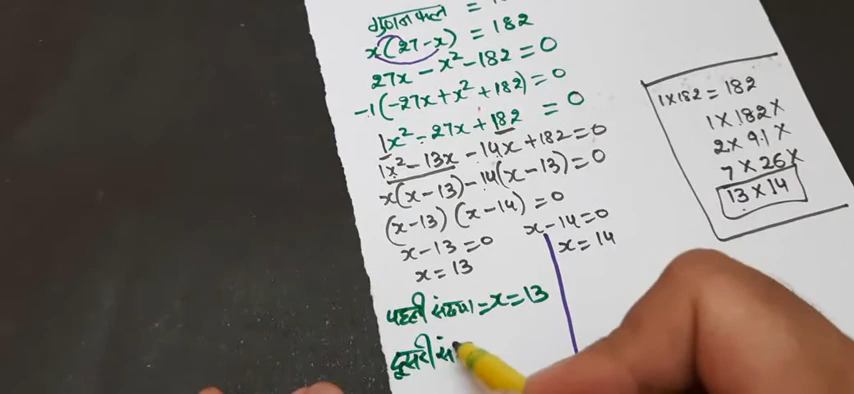 गुणनफल =
x(27-x) = 182
27x - x² - 182 = 0
-1(-27x + x² + 182) = 0
1x² - 27x + 182 = 0
1x² - 13x - 14x + 182 = 0
x(x-13) - 14(x-13) = 0
(x-13) (x-14) = 0
x-13 = 0
x = 13
x-14 = 0
x = 14
पहली संख्या = x = 13
दूसरी सं
1x182 = 182
1 x 182 x
2 x 91 x
7 x 26 x
13 x 14